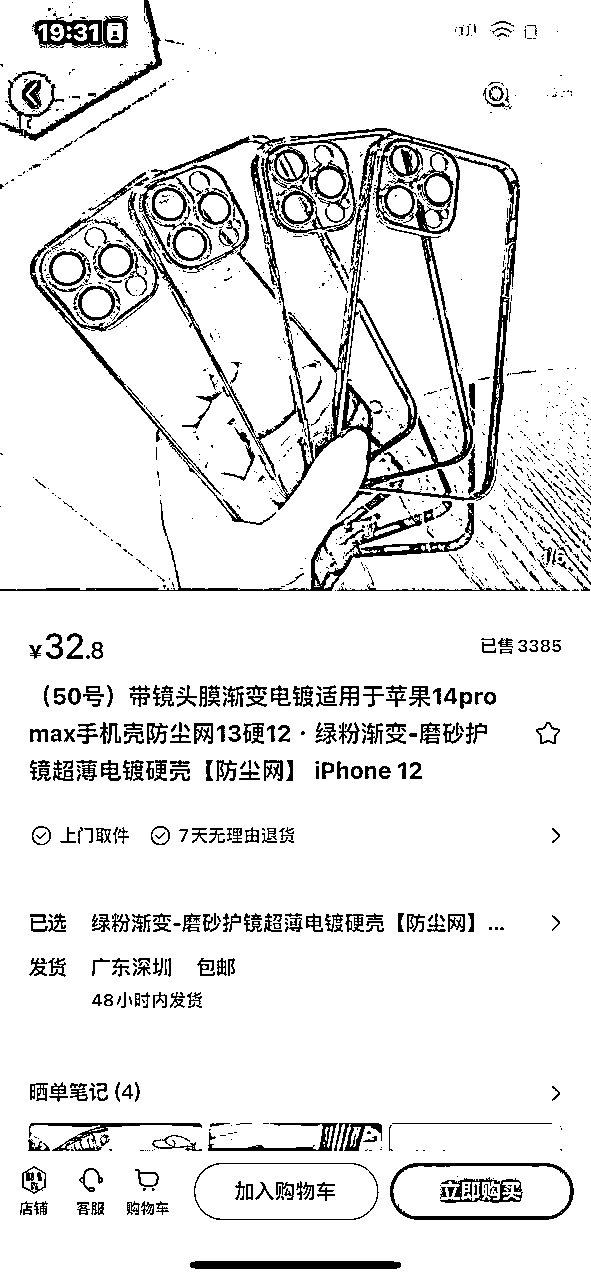 19:31
1/6
¥32.8
已售3385
（50号）带镜头膜渐变电镀适用于苹果14pro
max手机壳防尘网13硬12·绿粉渐变-磨砂护
镜超薄电镀硬壳【防尘网】 iPhone 12
上门取件 7天无理由退货
已选 绿粉渐变-磨砂护镜超薄电镀硬壳【防尘网】...
发货 广东深圳 包邮
48小时内发货
晒单笔记 (4)
店铺 客服 购物车 加入购物车 立即购买